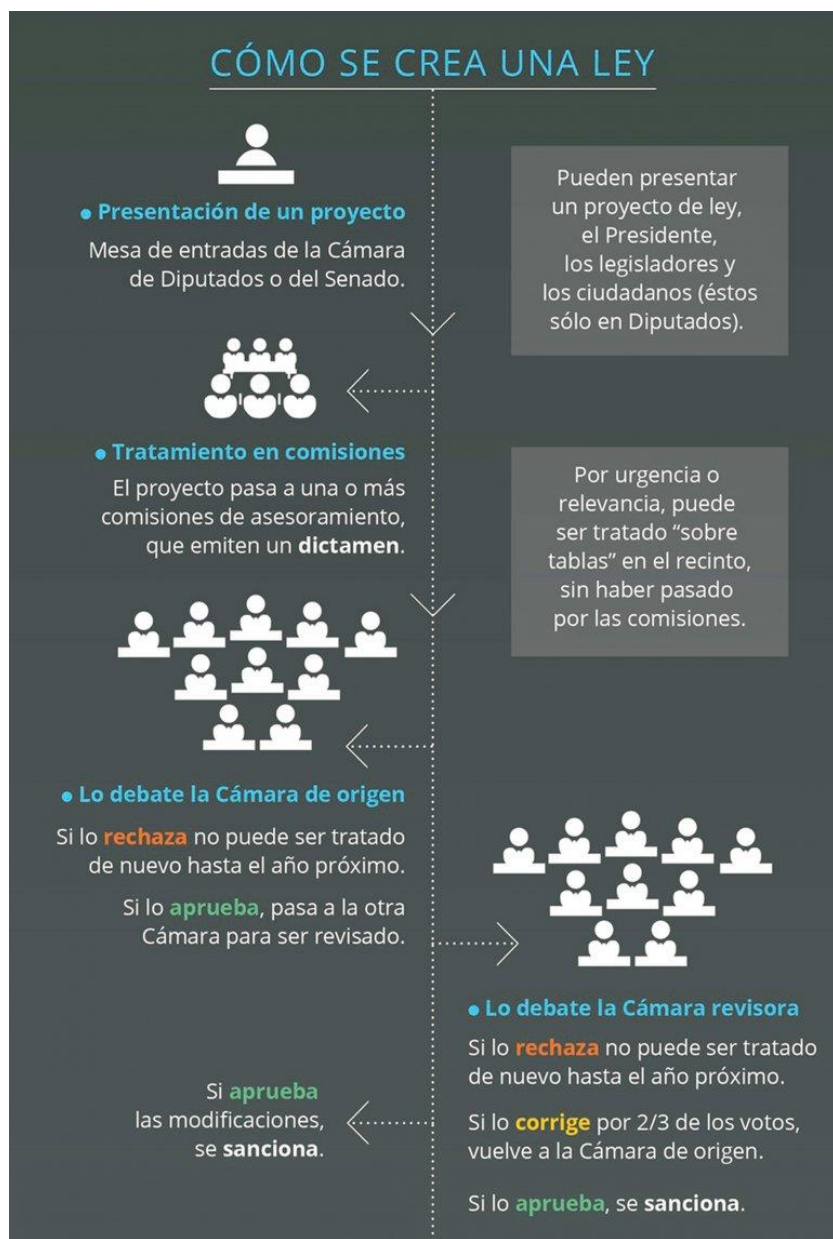 CÓMO SE CREA UNA LEY
• Presentación de un proyecto
Mesa de entradas de la Cámara
de Diputados o del Senado.
Pueden presentar
un proyecto de ley,
el Presidente,
los legisladores y
los ciudadanos (éstos
sólo en Diputados).
• Tratamiento en comisiones
El proyecto pasa a una o más
comisiones de asesoramiento,
que emiten un dictamen.
Por urgencia o
relevancia, puede
ser tratado “sobre
tablas” en el recinto,
sin haber pasado
por las comisiones.
• Lo debate la Cámara de origen
Si lo rechaza no puede ser tratado
de nuevo hasta el año próximo.
Si lo aprueba, pasa a la otra
Cámara para ser revisado.
• Lo debate la Cámara revisora
Si lo rechaza no puede ser tratado
de nuevo hasta el año próximo.
Si lo corrige por 2/3 de los votos,
vuelve a la Cámara de origen.
Si lo aprueba, se sanciona.
Si aprueba
las modificaciones,
se sanciona.